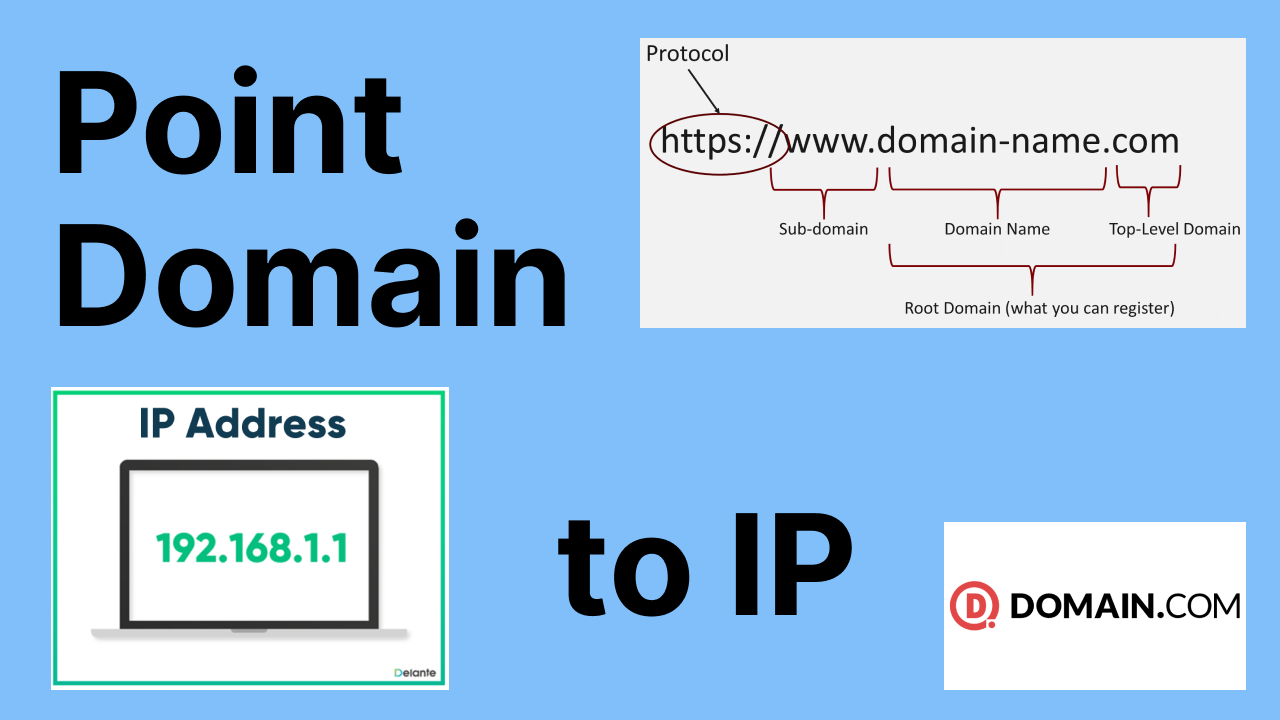 Point
Domain
Protocol
https://www.domain-name.com
Sub-domain Domain Name Top-Level Domain
Root Domain (what you can register)
IP Address
192.168.1.1
Delante
to IP
D DOMAIN.COM